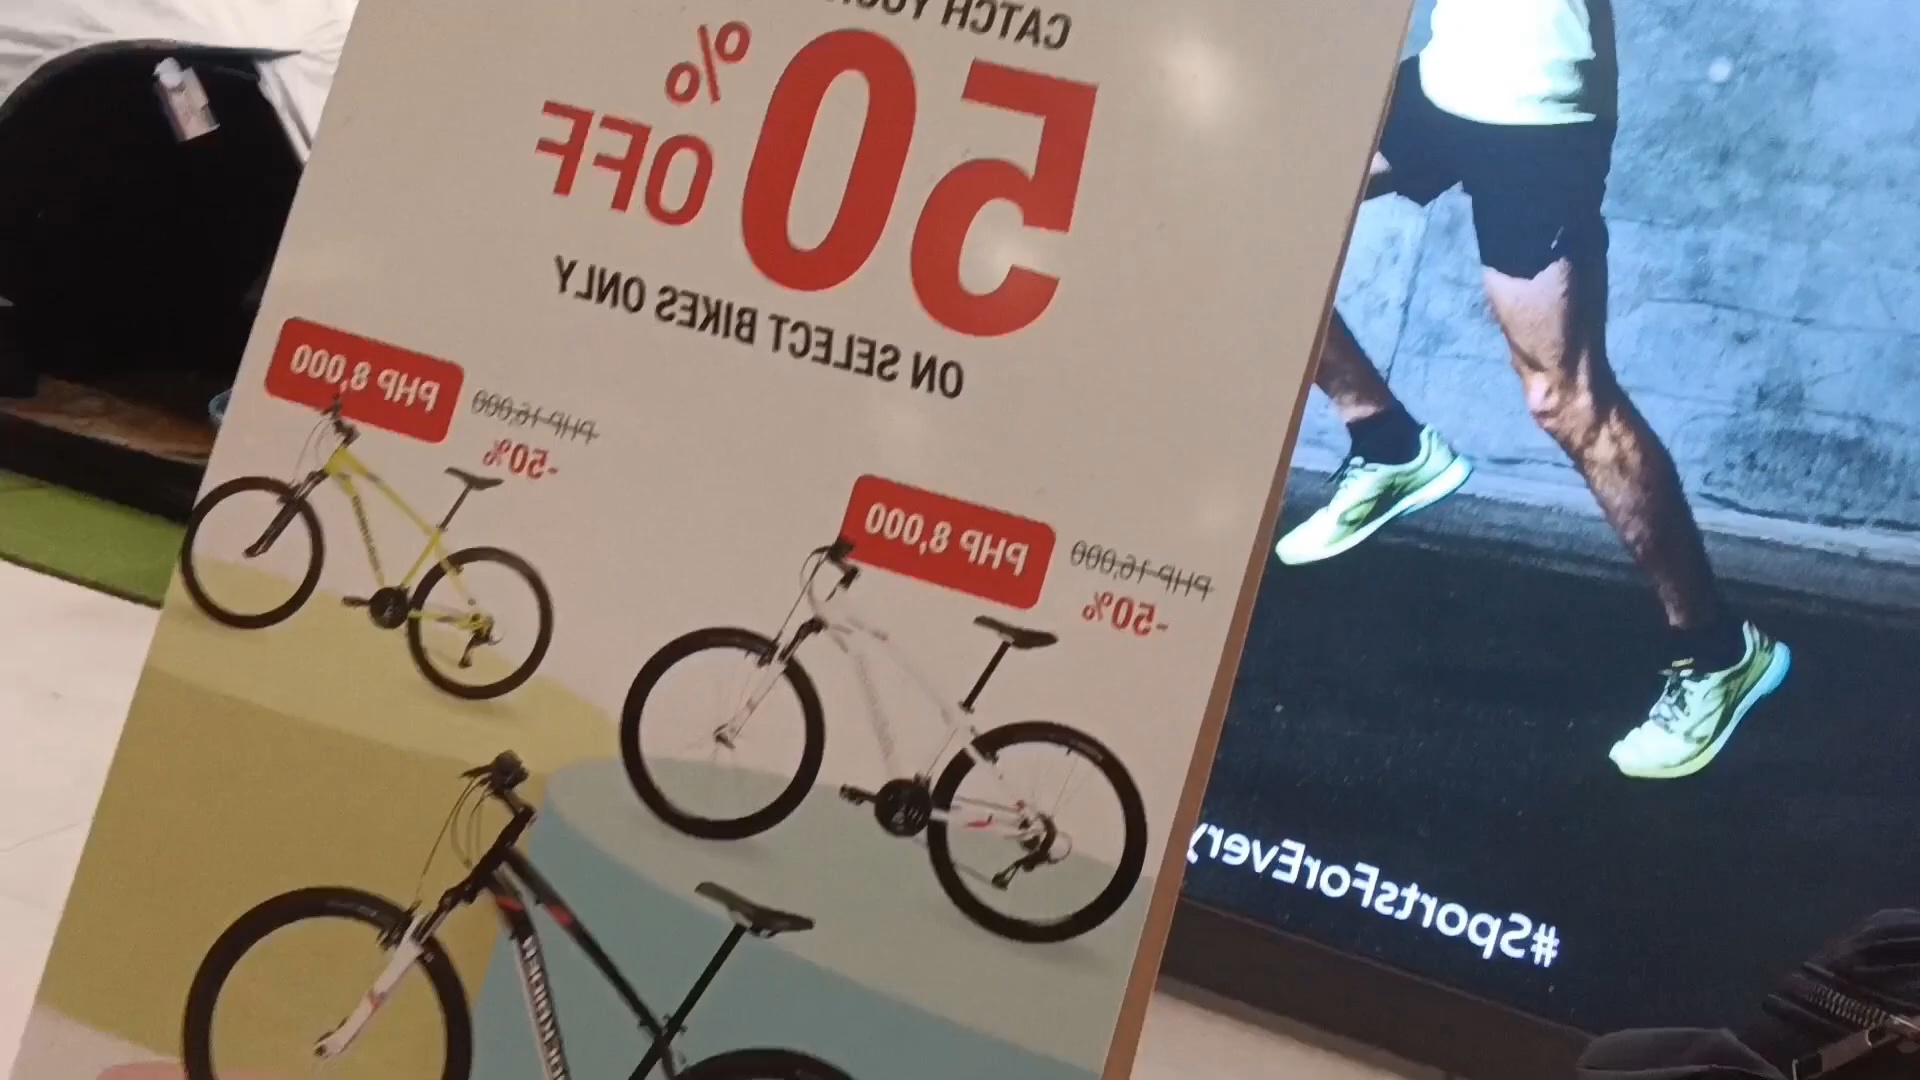 CATCH
50% OFF
ON SELECT BIKES ONLY
PHP 8,000
PHP 16,000
-50%
PHP 8,000
PHP 16,000
-50%
ROCKRIDER
#SportsForEvery